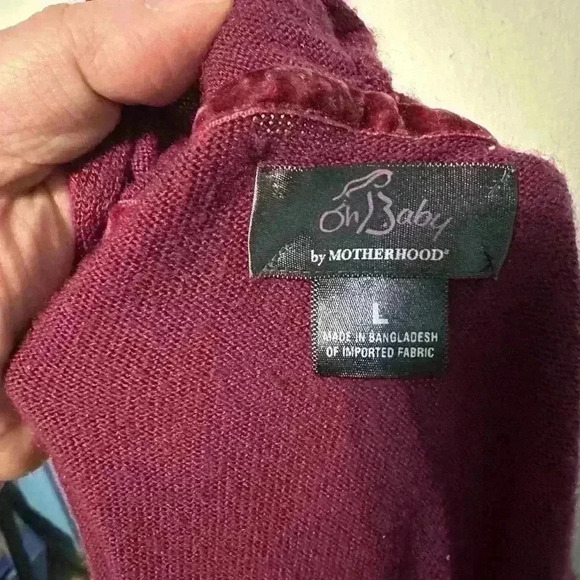 Oh Baby
by MOTHERHOOD®
L
MADE IN BANGLADESH
OF IMPORTED FABRIC